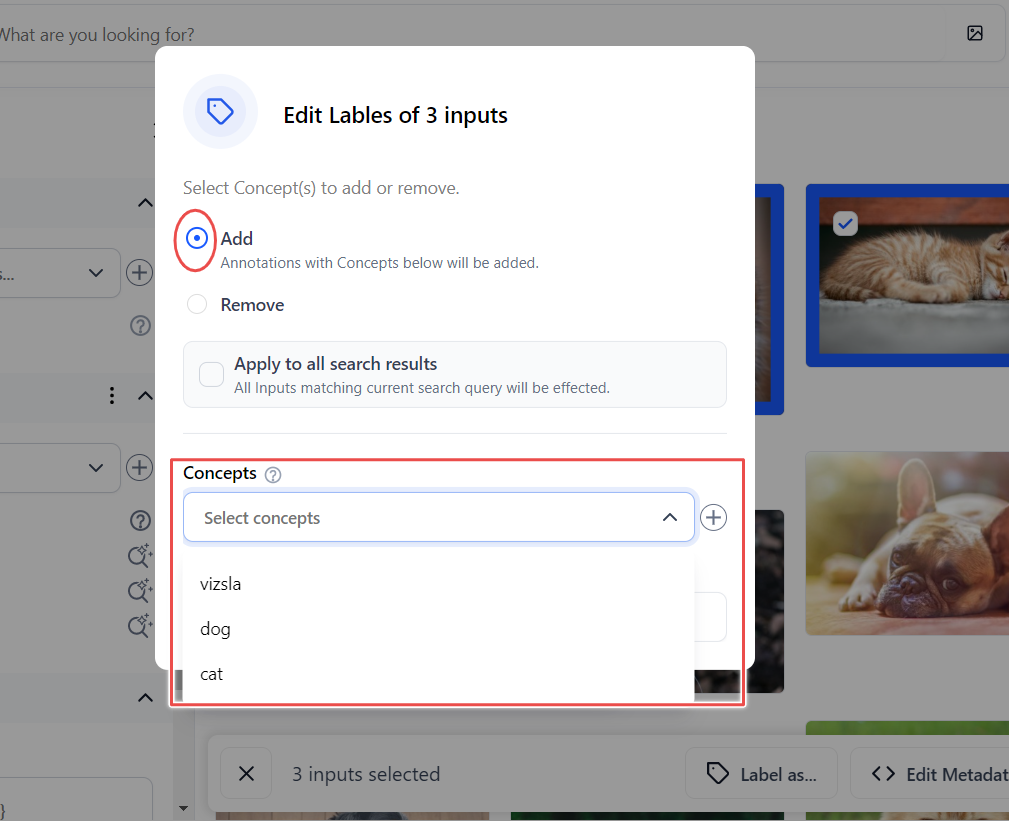 What are you looking for?
Edit Lables of 3 inputs
Select Concept(s) to add or remove.
Add
Annotations with Concepts below will be added.
s...
Remove
Apply to all search results
All Inputs matching current search query will be effected.
Concepts
Select concepts
vizsla
dog
cat
3 inputs selected
Label as...
Edit Metadat
}